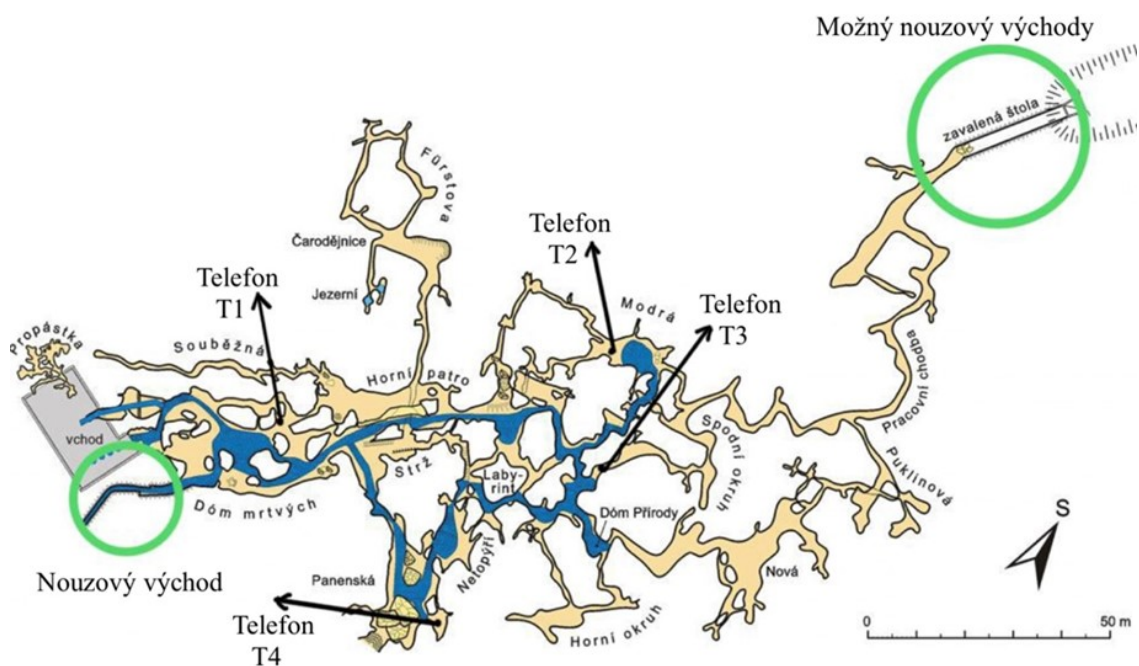 Možný nouzový východy
zavalená štola
Fürstova
Telefon
T2
Čarodějnice
Telefon
T1
Jezerní
Modrá
Telefon
T3
Propástka
Souběžná
Horní patro
Pracovní chodba
vchod
Strž
Spodní okruh
Puklinová
Laby-
rint
Dóm mrtvých
Dóm Přírody
S
Netopýří
Nouzový východ
Panenská
Nová
Telefon
T4
Horní okruh
0
50 m